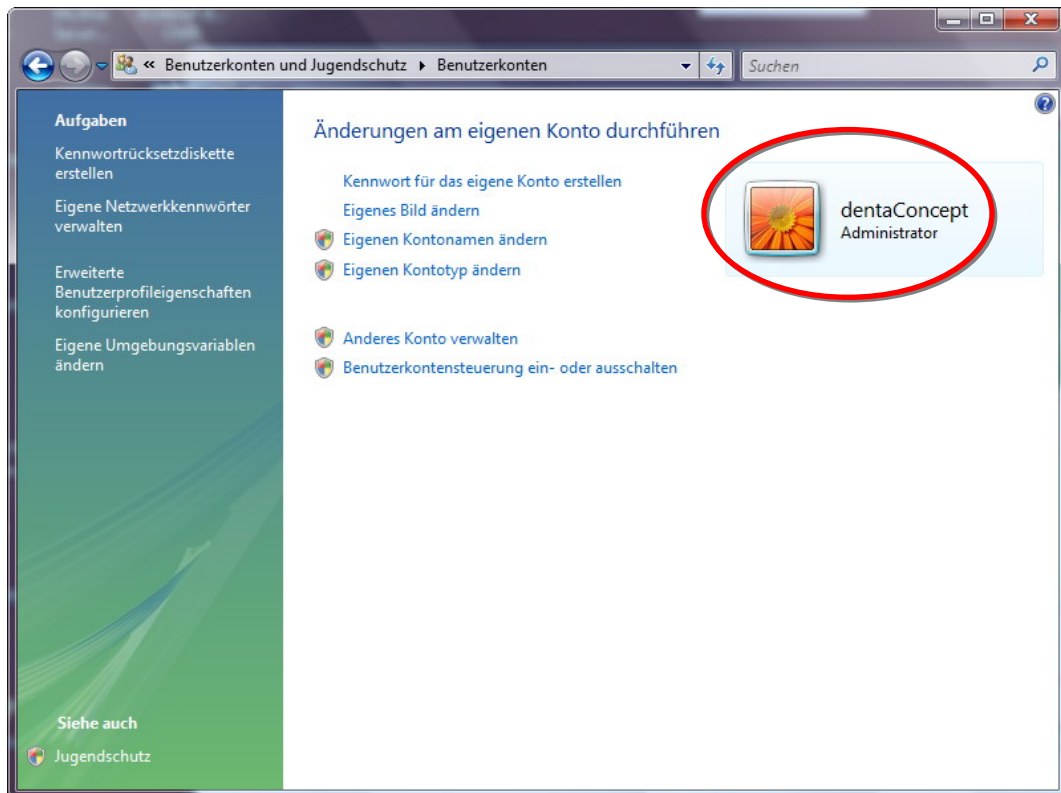 « Benutzerkonten und Jugendschutz ▸ Benutzerkonten
Suchen
Aufgaben
Kennwortrücksetzdiskette
erstellen
Eigene Netzwerkkennwörter
verwalten
Erweiterte
Benutzerprofileigenschaften
konfigurieren
Eigene Umgebungsvariablen
ändern
Siehe auch
Jugendschutz
Änderungen am eigenen Konto durchführen
Kennwort für das eigene Konto erstellen
Eigenes Bild ändern
Eigenen Kontonamen ändern
Eigenen Kontotyp ändern
Anderes Konto verwalten
Benutzerkontensteuerung ein- oder ausschalten
dentaConcept
Administrator